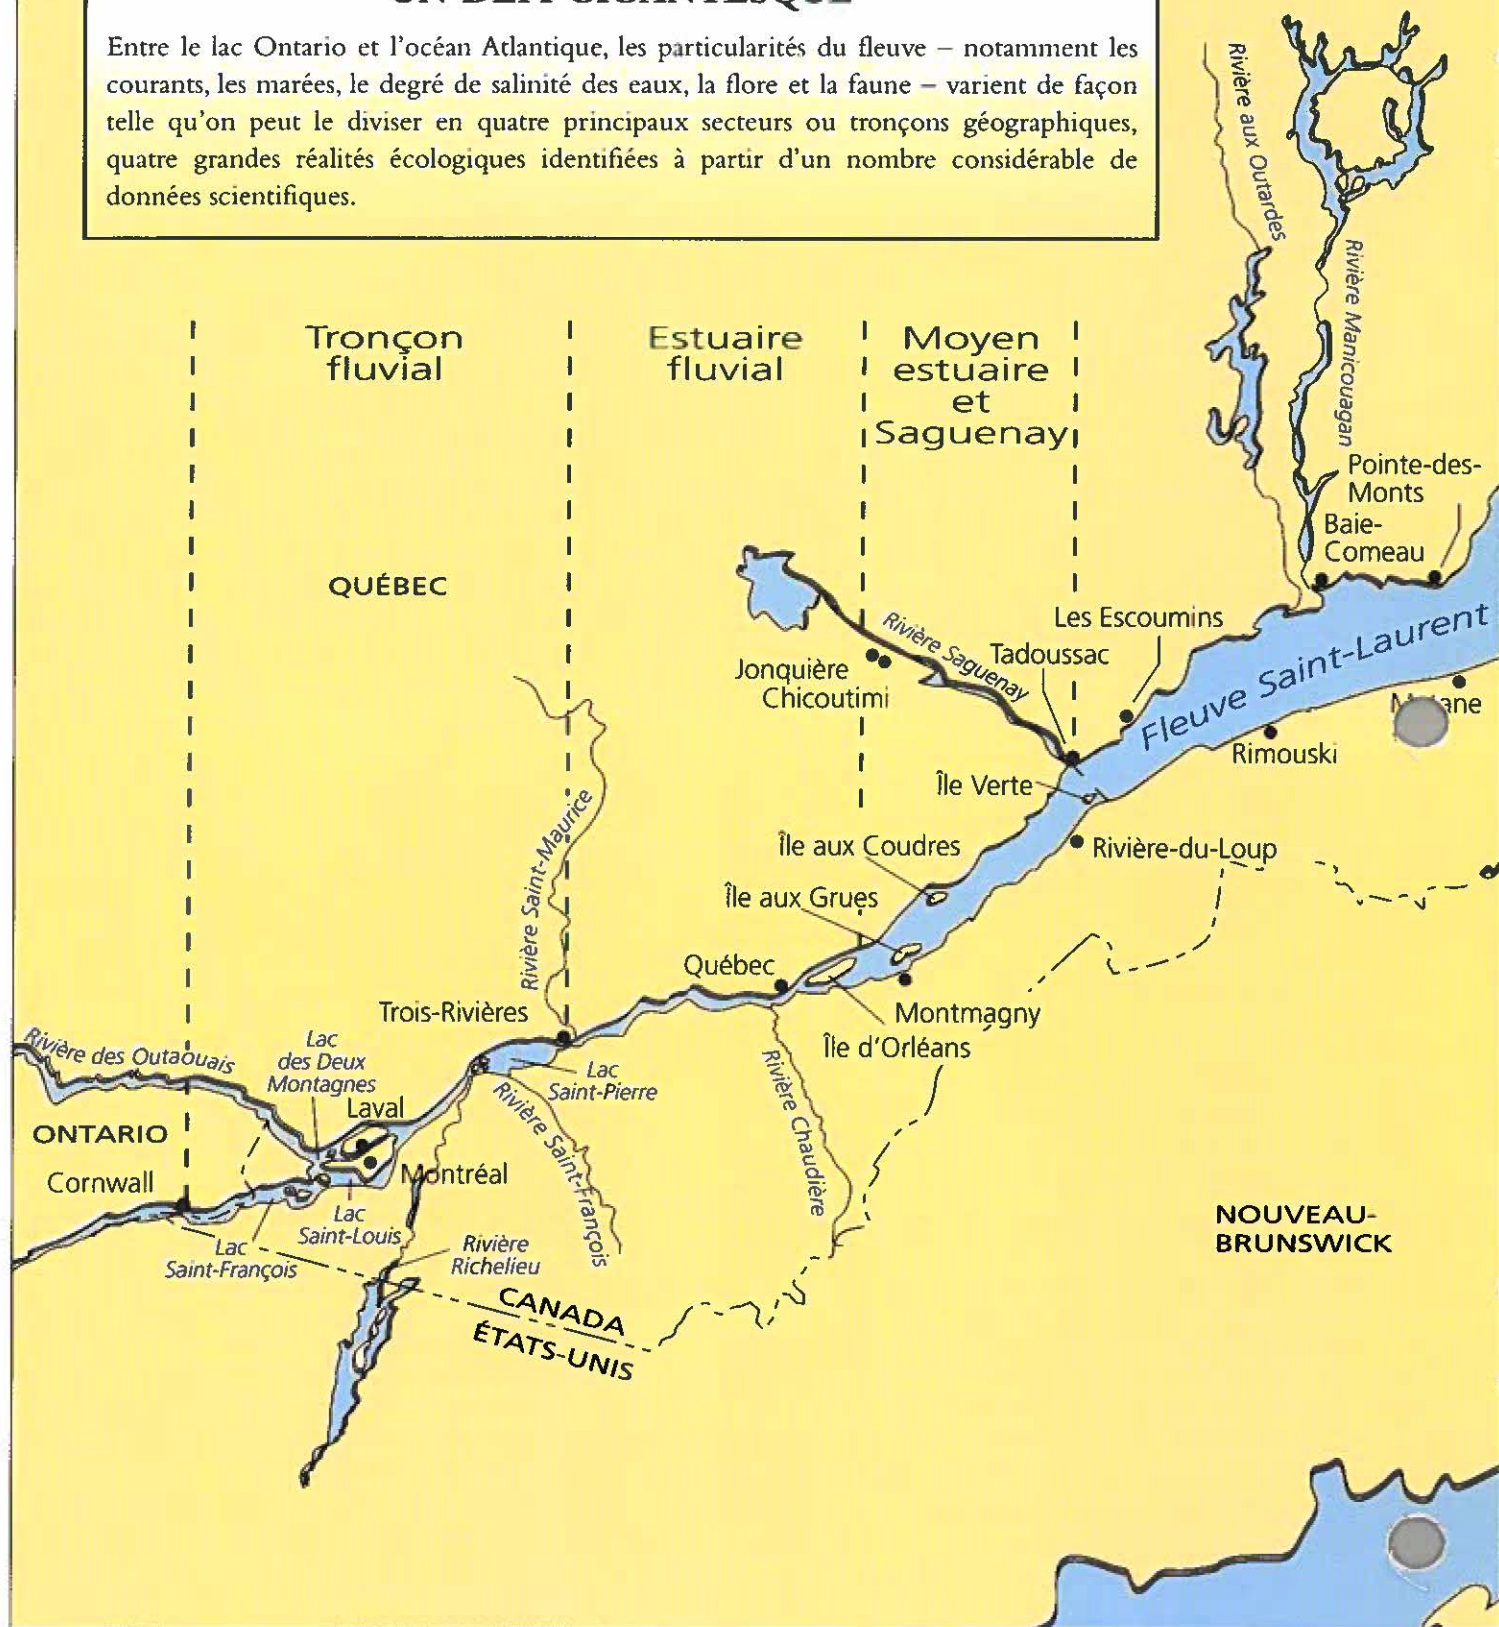 UN DÉFI GIGANTESQUE
Entre le lac Ontario et l'océan Atlantique, les particularités du fleuve – notamment les
courants, les marées, le degré de salinité des eaux, la flore et la faune – varient de façon
telle qu'on peut le diviser en quatre principaux secteurs ou tronçons géographiques,
quatre grandes réalités écologiques identifiées à partir d'un nombre considérable de
données scientifiques.
Rivière aux Outardes
Rivière Manicouagan
Tronçon
fluvial
Estuaire
fluvial
Moyen
estuaire
et
Saguenay
Pointe-des-
Monts
Baie-
Comeau
QUÉBEC
Les Escoumins
Rivière Saguenay
Tadoussac
Jonquière
Chicoutimi
Fleuve Saint-Laurent
Rimouski
Île Verte
Rivière Saint-Maurice
Île aux Coudres
Rivière-du-Loup
Île aux Grues
Québec
Trois-Rivières
Montmagny
Île d'Orléans
Rivière des Outaouais
Lac
des Deux
Montagnes
Lac
Saint-Pierre
Laval
Rivière Saint-François
Rivière Chaudière
ONTARIO
Cornwall
Montréal
Lac
Saint-Louis
Lac
Saint-François
Rivière
Richelieu
NOUVEAU-
BRUNSWICK
CANADA
ÉTATS-UNIS